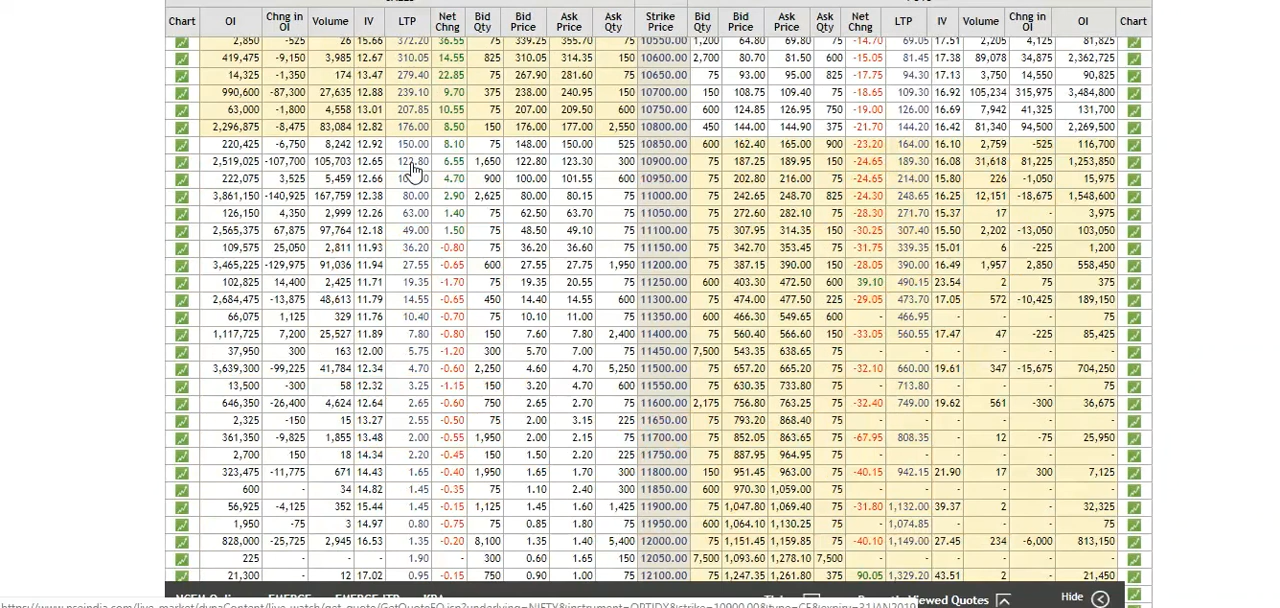 Chart OI Chng in OI Volume IV LTP Net Chng Bid Qty Bid Price Ask Price Ask Qty Strike Price Bid Qty Bid Price Ask Price Ask Qty Net Chng LTP IV Volume Chng in OI OI Chart
2,850 -525 26 15.66 372.20 36.55 75 339.25 355.70 75 10550.00 1,200 64.80 69.80 75 -14.70 69.05 17.51 2,205 4,125 81,825
419,475 -9,150 3,985 12.67 310.05 14.55 825 310.05 314.35 150 10600.00 2,700 80.70 81.50 600 -15.05 81.45 17.38 89,078 34,875 2,362,725
14,325 -1,350 174 13.47 279.40 22.85 75 267.90 281.60 75 10650.00 75 93.00 95.00 825 -17.75 94.30 17.13 3,750 14,550 90,825
990,600 -87,300 27,635 12.88 239.10 9.70 375 238.00 240.95 150 10700.00 150 108.75 109.40 75 -18.65 109.30 16.92 105,234 315,975 3,484,800
63,000 -1,800 4,558 13.01 207.85 10.55 75 207.00 209.50 600 10750.00 600 124.85 126.95 750 -19.00 126.00 16.69 7,942 41,325 131,700
2,296,875 -8,475 83,084 12.82 176.00 8.50 150 176.00 177.00 2,550 10800.00 450 144.00 144.90 375 -21.70 144.20 16.42 81,340 94,500 2,269,500
220,425 -6,750 8,242 12.92 150.00 8.10 75 148.00 150.00 525 10850.00 600 162.40 165.00 900 -23.20 164.00 16.10 2,759 -525 116,700
2,519,025 -107,700 105,703 12.65 122.80 6.55 1,650 122.80 123.30 300 10900.00 75 187.25 189.95 150 -24.65 189.30 16.08 31,618 81,225 1,253,850
222,075 3,525 5,459 12.66 4.70 900 100.00 101.55 600 10950.00 75 202.80 216.00 75 -24.65 214.00 15.80 226 -1,050 15,975
3,861,150 -140,925 167,759 12.38 80.00 2.90 2,625 80.00 80.15 75 11000.00 75 242.65 248.70 825 -24.30 248.65 16.25 12,151 -18,675 1,548,600
126,150 4,350 2,999 12.26 63.00 1.40 75 62.50 63.70 75 11050.00 75 272.60 282.10 75 -28.30 271.70 15.37 17 - 3,975
2,565,375 67,875 97,764 12.18 49.00 1.50 75 48.50 49.10 75 11100.00 75 307.95 314.35 150 -30.25 307.40 15.50 2,202 -13,050 103,050
109,575 25,050 2,811 11.93 36.20 -0.80 75 36.20 36.60 75 11150.00 75 342.70 353.45 75 -31.75 339.35 15.01 6 -225 1,200
3,465,225 -129,975 91,036 11.94 27.55 -0.65 600 27.55 27.75 1,950 11200.00 75 387.15 390.00 150 -28.05 390.00 16.49 1,957 2,850 558,450
102,825 14,400 2,425 11.71 19.35 -1.70 75 19.35 20.55 75 11250.00 600 403.30 472.50 600 39.10 490.15 23.54 2 75 375
2,684,475 -13,875 48,613 11.79 14.55 -0.65 450 14.40 14.55 600 11300.00 75 474.00 477.50 225 -29.05 473.70 17.05 572 -10,425 189,150
66,075 1,125 329 11.76 10.40 -0.70 75 10.10 11.00 75 11350.00 600 466.30 549.65 600 - 466.95 - - - 75
1,117,725 7,200 25,527 11.89 7.80 -0.80 150 7.60 7.80 2,400 11400.00 75 560.40 566.60 150 -33.05 560.55 17.47 47 -225 85,425
37,950 300 163 12.00 5.75 -1.20 300 5.70 7.00 75 11450.00 7,500 543.35 638.65 75 - - - - - -
3,639,300 -99,225 41,784 12.34 4.70 -0.60 2,250 4.60 4.70 5,250 11500.00 75 657.20 665.20 75 -32.10 660.00 19.61 347 -15,675 704,250
13,500 -300 58 12.32 3.25 -1.15 150 3.20 4.70 600 11550.00 75 630.35 733.80 75 - 713.80 - - - 75
646,350 -26,400 4,624 12.64 2.65 -0.60 750 2.65 2.70 75 11600.00 2,175 756.80 763.25 75 -32.40 749.00 19.62 561 -300 36,675
2,325 -150 15 13.27 2.55 -0.50 75 2.00 3.15 225 11650.00 75 793.20 868.40 75 - - - - - -
361,350 -9,825 1,855 13.48 2.00 -0.55 1,950 2.00 2.15 75 11700.00 75 852.05 863.65 75 -67.95 808.35 - 12 -75 25,950
2,700 150 18 14.34 2.20 -0.45 75 1.50 2.20 225 11750.00 75 887.95 964.95 75 - - - - - -
323,475 -11,775 671 14.43 1.65 -0.40 1,950 1.65 1.70 300 11800.00 150 951.45 963.00 75 -40.15 942.15 21.90 17 300 7,125
600 - 34 14.82 1.45 -0.35 75 1.10 2.40 300 11850.00 600 970.30 1,059.00 75 - - - - - -
56,925 -4,125 352 15.44 1.45 -0.15 1,125 1.45 1.60 1,425 11900.00 75 1,047.80 1,069.40 75 -31.80 1,132.00 39.37 2 - 32,325
1,950 -75 3 14.97 0.80 -0.75 75 0.85 1.80 75 11950.00 600 1,064.10 1,130.25 75 - 1,074.85 - - - 75
828,000 -25,725 2,945 16.53 1.35 -0.20 8,100 1.35 1.40 5,400 12000.00 75 1,151.45 1,159.85 75 -40.10 1,149.00 27.45 234 -6,000 813,150
225 - - - 1.90 - 300 0.60 1.65 150 12050.00 7,500 1,093.60 1,278.10 7,500 - - - - - -
21,300 - 12 17.02 0.95 -0.15 750 0.90 1.00 75 12100.00 75 1,247.35 1,261.80 375 90.05 1,329.20 43.51 2 - 21,450
Viewed Quotes Hide